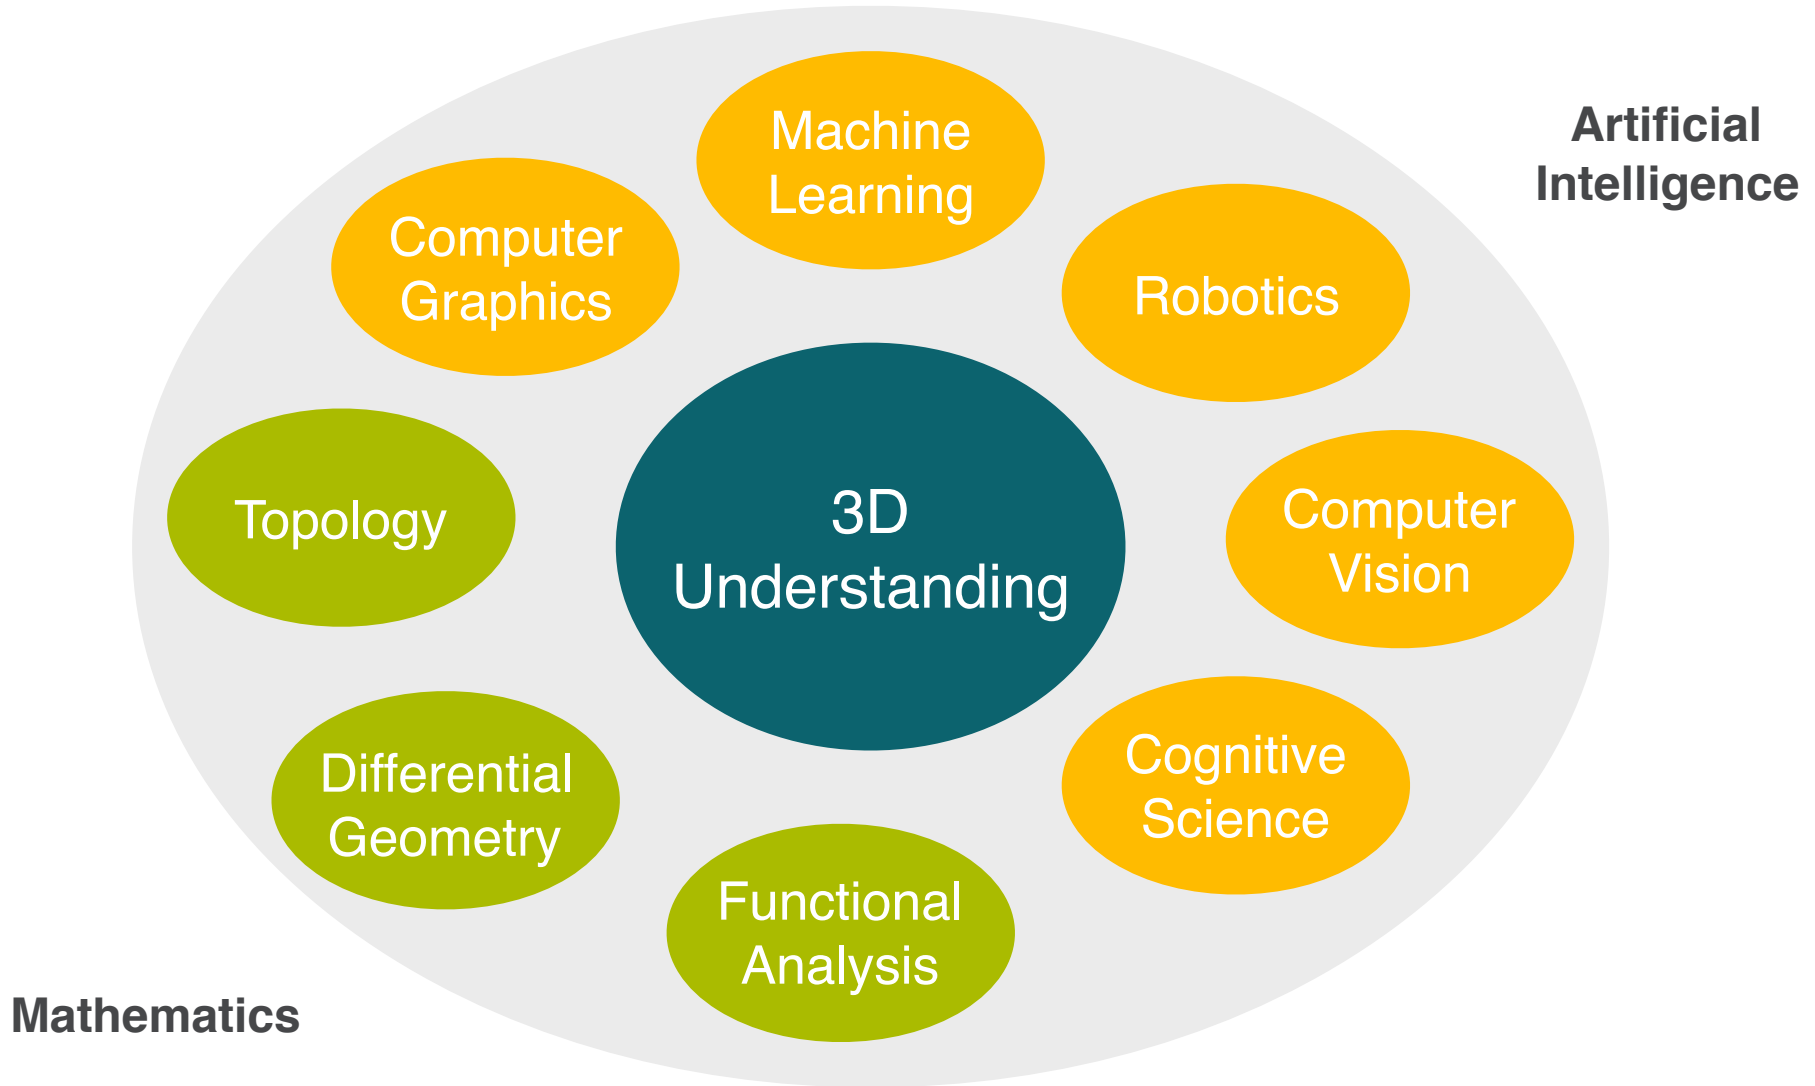 Machine
Learning
Artificial
Intelligence
Computer
Graphics
Robotics
Topology
3D
Understanding
Computer
Vision
Differential
Geometry
Cognitive
Science
Functional
Analysis
Mathematics